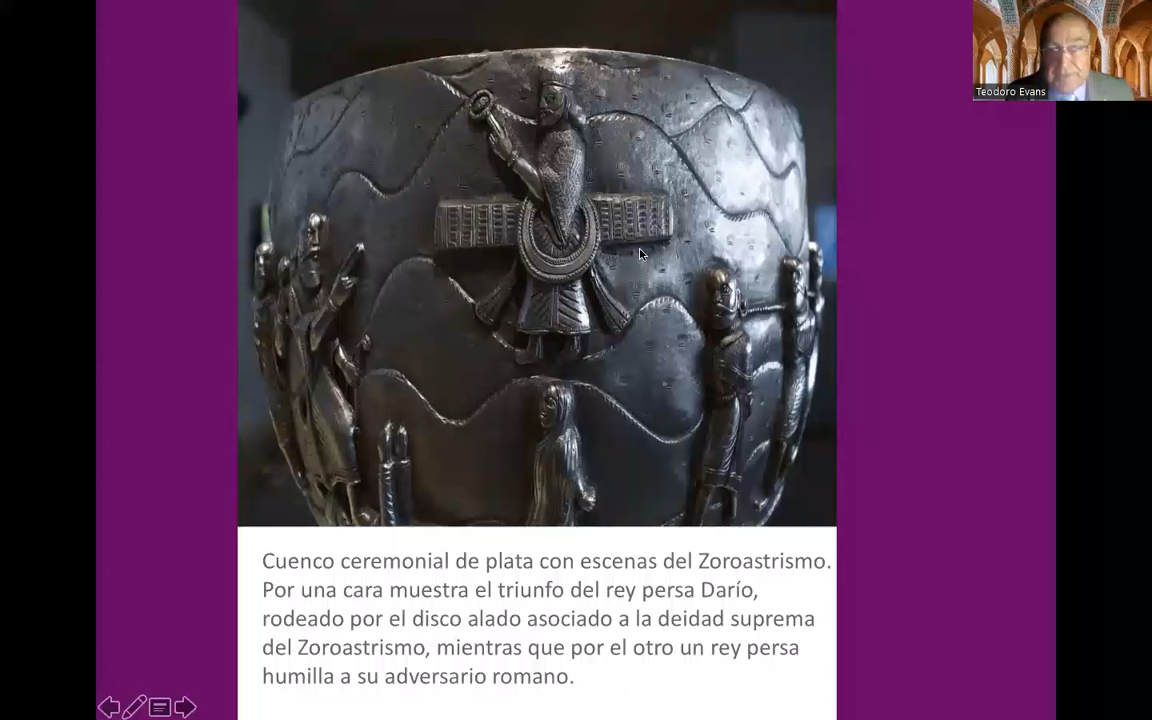 Teodoro Evans
Cuenco ceremonial de plata con escenas del Zoroastrismo.
Por una cara muestra el triunfo del rey persa Darío,
rodeado por el disco alado asociado a la deidad suprema
del Zoroastrismo, mientras que por el otro un rey persa
humilla a su adversario romano.